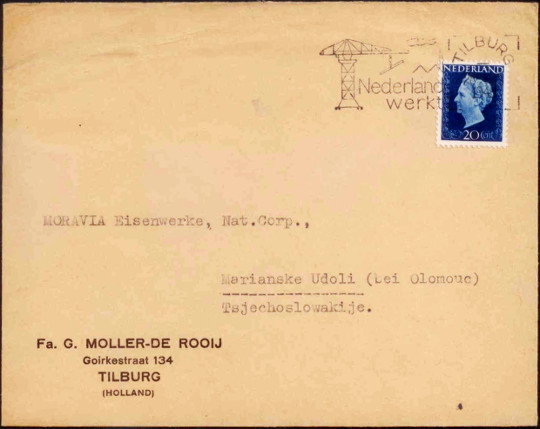 TILBURG
Nederland
werkt
NEDERLAND
20 cent
MORAVIA Eisenwerke, Nat.Corp.,
Marianske Udoli (bei Olomouc)
Tsjechoslowakije.
Fa. G. MOLLER-DE ROOIJ
Goirkestraat 134
TILBURG
(HOLLAND)